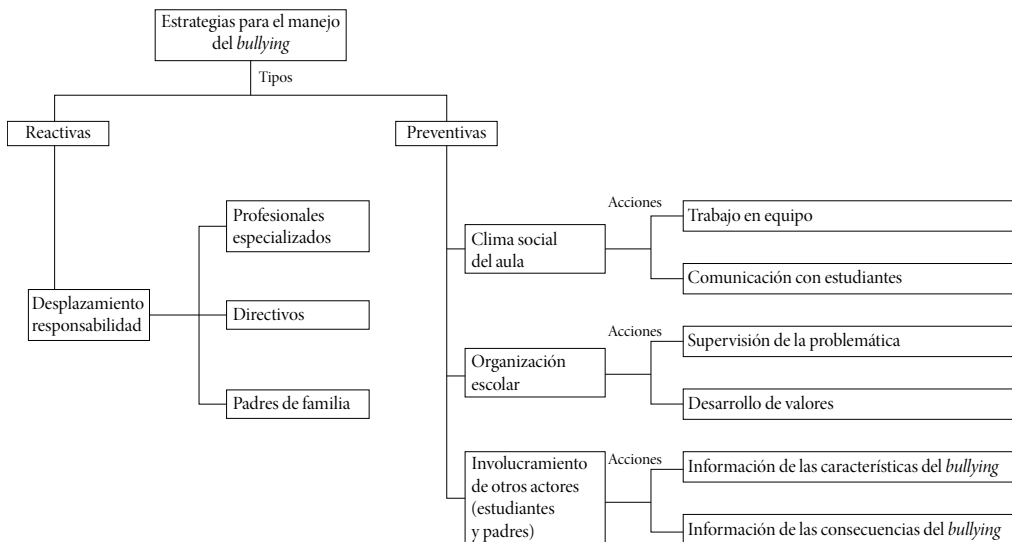 Estrategias para el manejo
del bullying
Tipos
Reactivas
Preventivas
Desplazamiento
responsabilidad
Profesionales
especializados
Directivos
Padres de familia
Clima social
del aula
Acciones
Trabajo en equipo
Comunicación con estudiantes
Organización
escolar
Acciones
Supervisión de la problemática
Desarrollo de valores
Involucramiento
de otros actores
(estudiantes
y padres)
Acciones
Información de las características del bullying
Información de las consecuencias del bullying